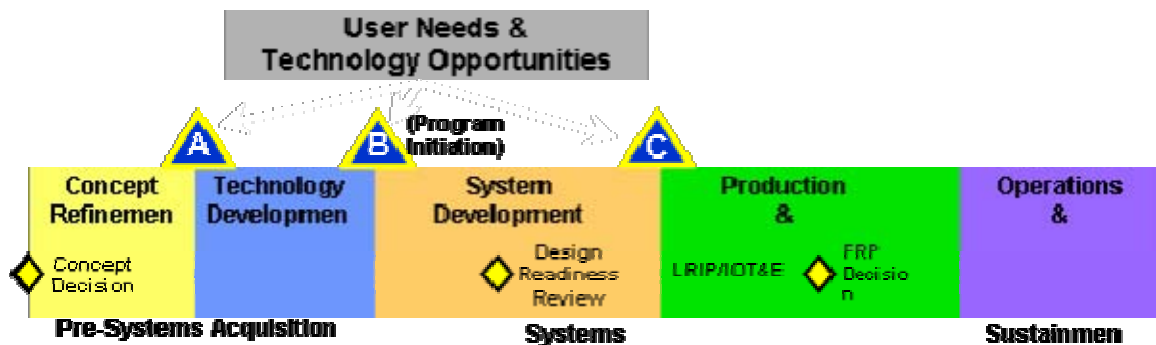 User Needs &
Technology Opportunities
A
B
(Program
Initiation)
C
Concept
Refinemen
Technology
Developmen
System
Development
Production
&
Operations
&
Concept
Decision
Design
Readiness
Review
LRIP/IOT&E
FRP
Decisio
n
Pre-Systems Acquisition
Systems
Sustainmen